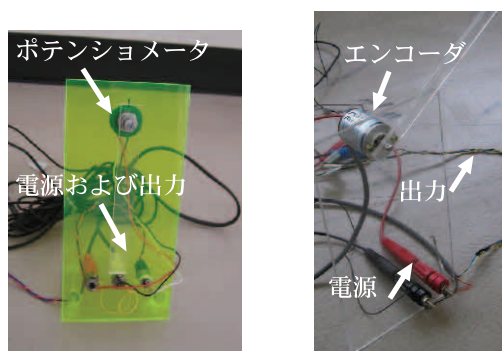 ポテンショメータ
電源および出力
エンコーダ
出力
電源